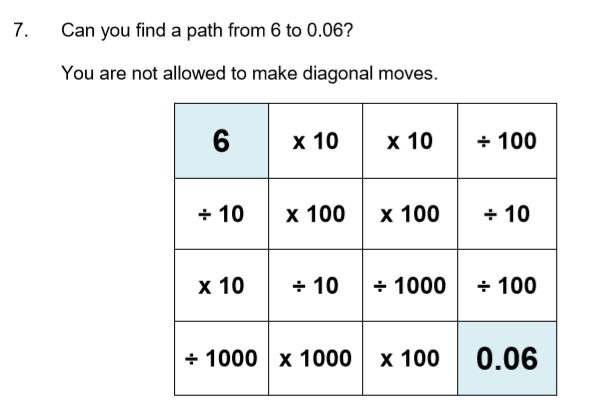 7. Can you find a path from 6 to 0.06?
You are not allowed to make diagonal moves.
6 x 10 x 10 ÷ 100
÷ 10 x 100 x 100 ÷ 10
x 10 ÷ 10 ÷ 1000 ÷ 100
÷ 1000 x 1000 x 100 0.06